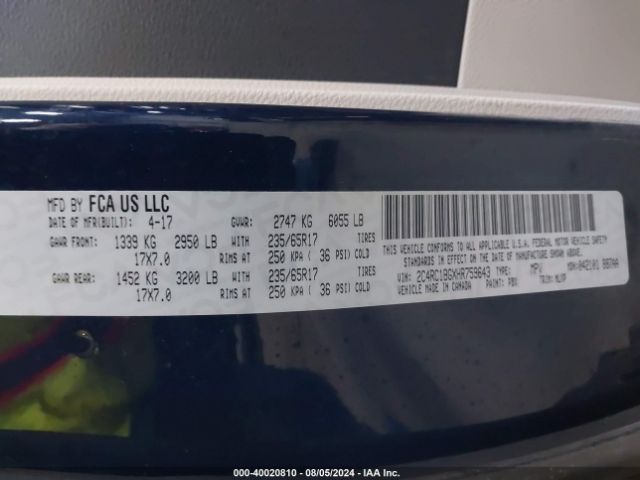 MFD BY FCA US LLC
DATE OF MFR(BUILT): 4-17 GVWR: 2747 KG 6055 LB
GAWR FRONT: 1339 KG 2950 LB WITH 235/65R17 TIRES
17X7.0 RIMS AT 250 KPA ( 36 PSI) COLD
GAWR REAR: 1452 KG 3200 LB WITH 235/65R17 TIRES
17X7.0 RIMS AT 250 KPA ( 36 PSI) COLD
THIS VEHICLE CONFORMS TO ALL APPLICABLE U.S.A. FEDERAL MOTOR VEHICLE SAFETY
STANDARDS IN EFFECT ON THE DATE OF MANUFACTURE SHOWN ABOVE.
VIN: 2C4RC1BGXHR759643 TYPE: MPV MDH: 042101
VEHICLE MADE IN CANADA PAINT: PBX TRIM:
000-40020810 - 08/05/2024 - IAA Inc.